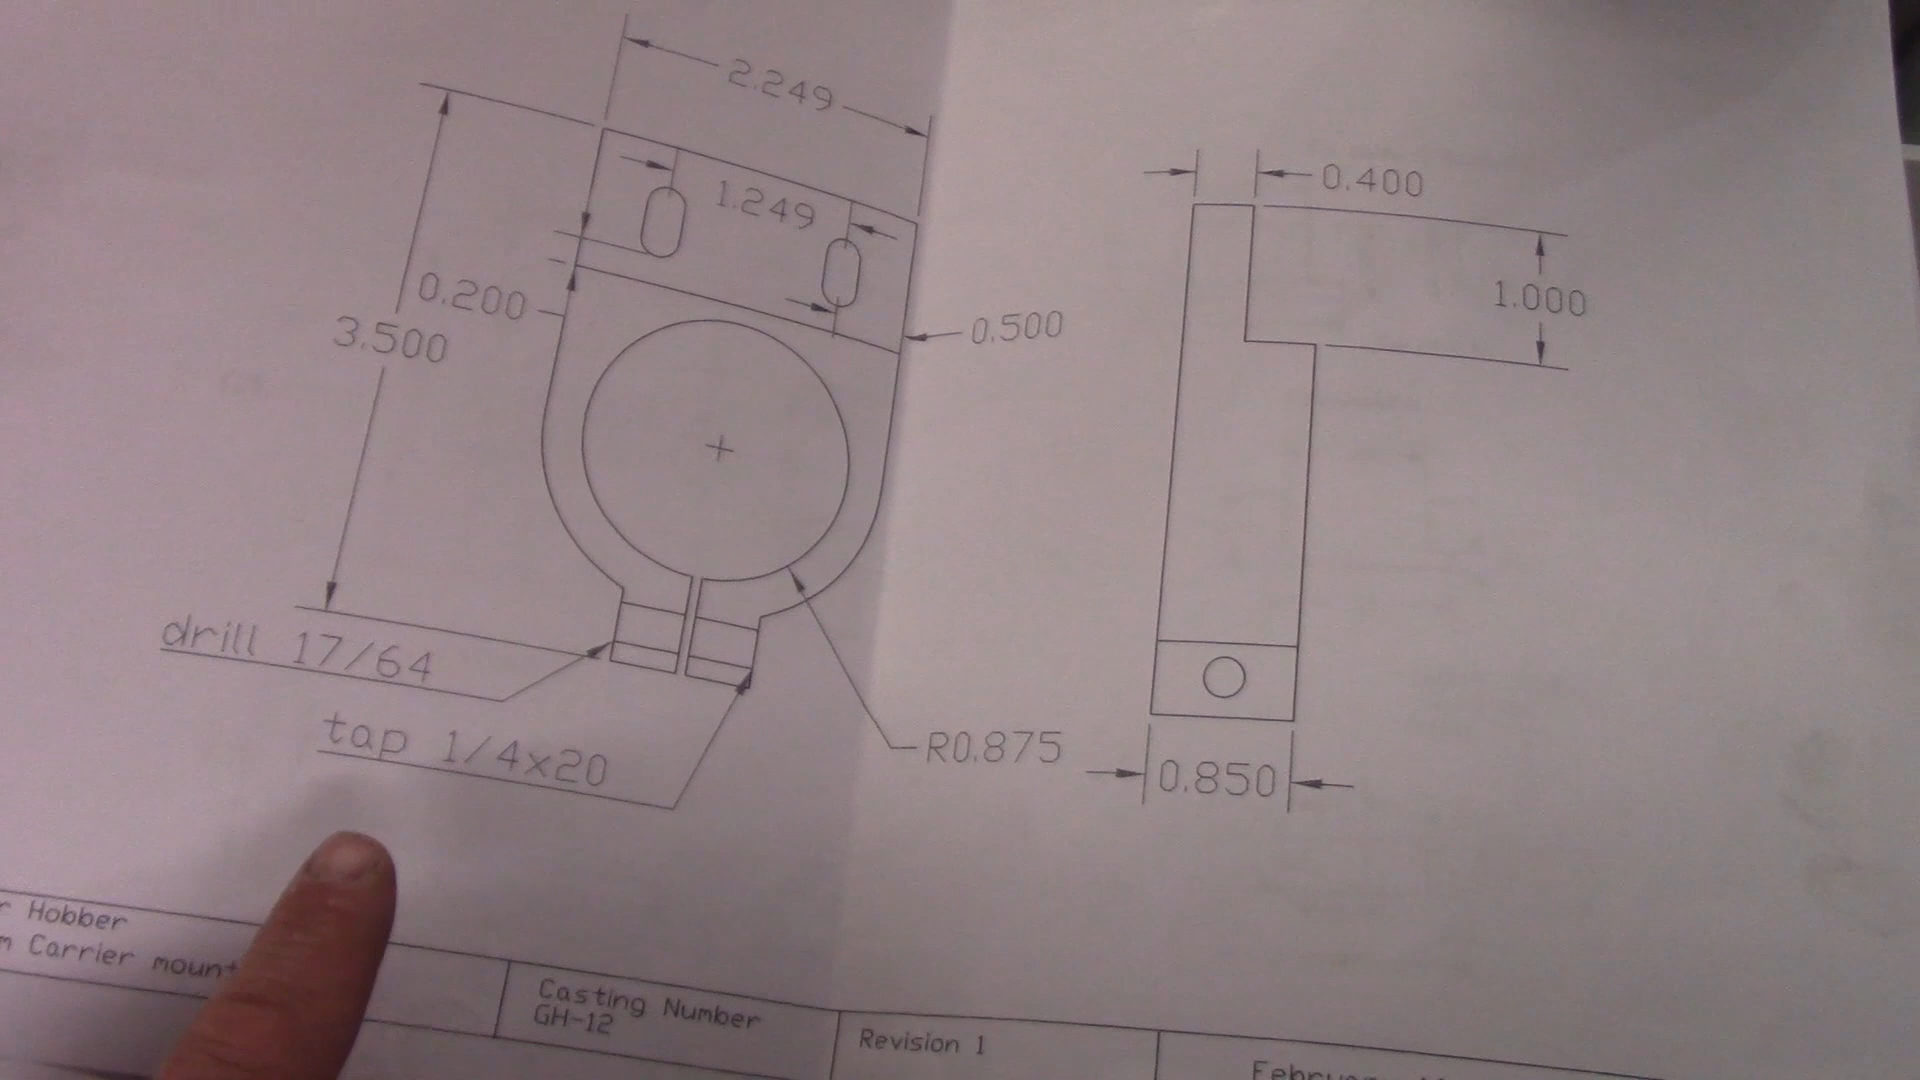 2.249
1.249
0.400
1.000
0.200
3.500
0.500
drill 17/64
tap 1/4x20
R0.875
0.850
Hobber
Carrier mount
Casting Number
GH-12
Revision 1